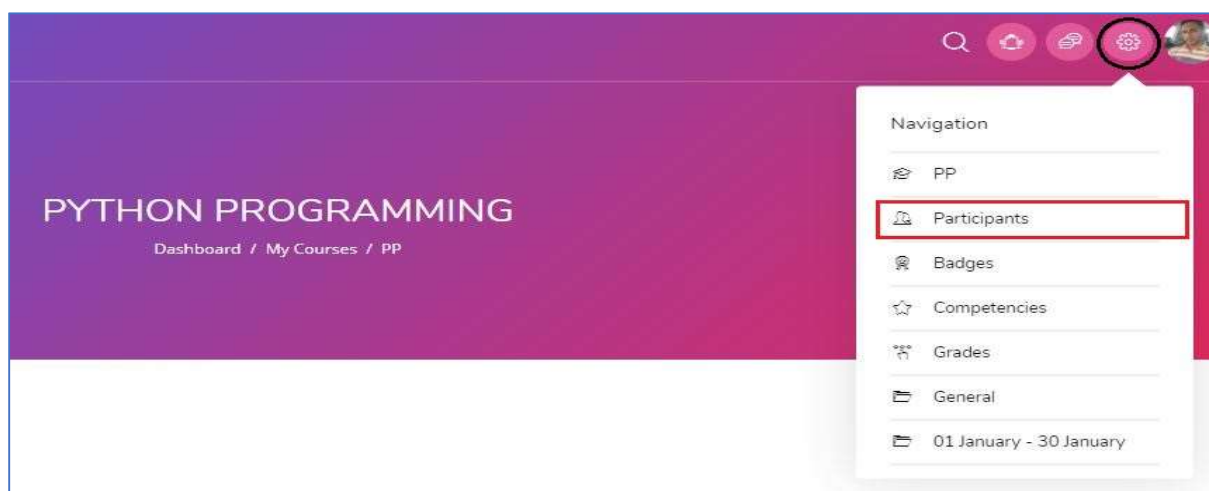 Navigation
PP
PYTHON PROGRAMMING
Dashboard / My Courses / PP
Participants
Badges
Competencies
Grades
General
01 January - 30 January